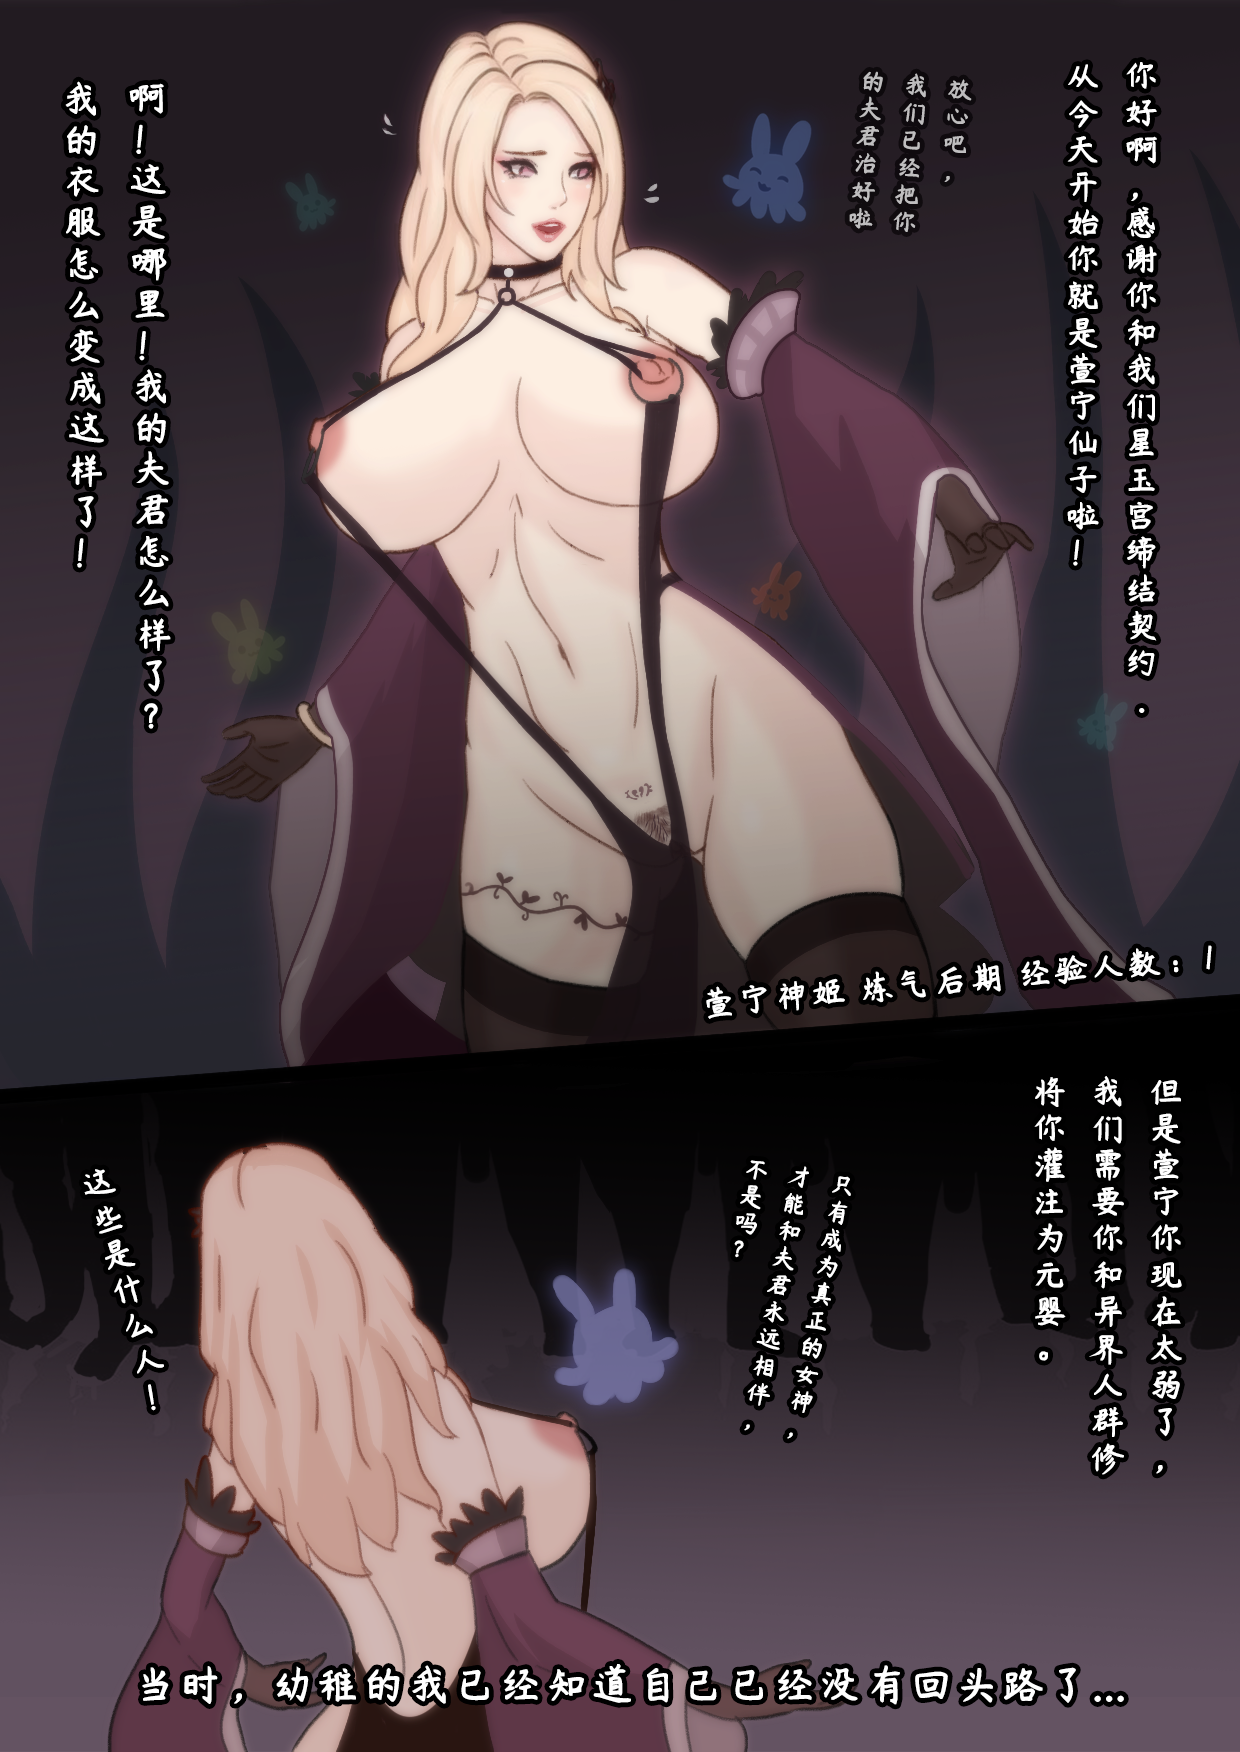 你好啊,感谢你和我们星玉宫缔结契约.
从今天开始你就是萱宁仙子啦!
放心吧,
我们已经把你
的夫君治好啦
啊!这是哪里!我的夫君怎么样了?
我的衣服怎么变成这样了!
萱宁神姬 炼气后期 经验人数:1
但是萱宁你现在太弱了,
我们需要你和异界人群修
将你灌注为元婴。
只有成为真正的女神,
才能和夫君永远相伴,
不是吗?
这些是什么人!
当时,幼稚的我已经知道自己已经没有回头路了...